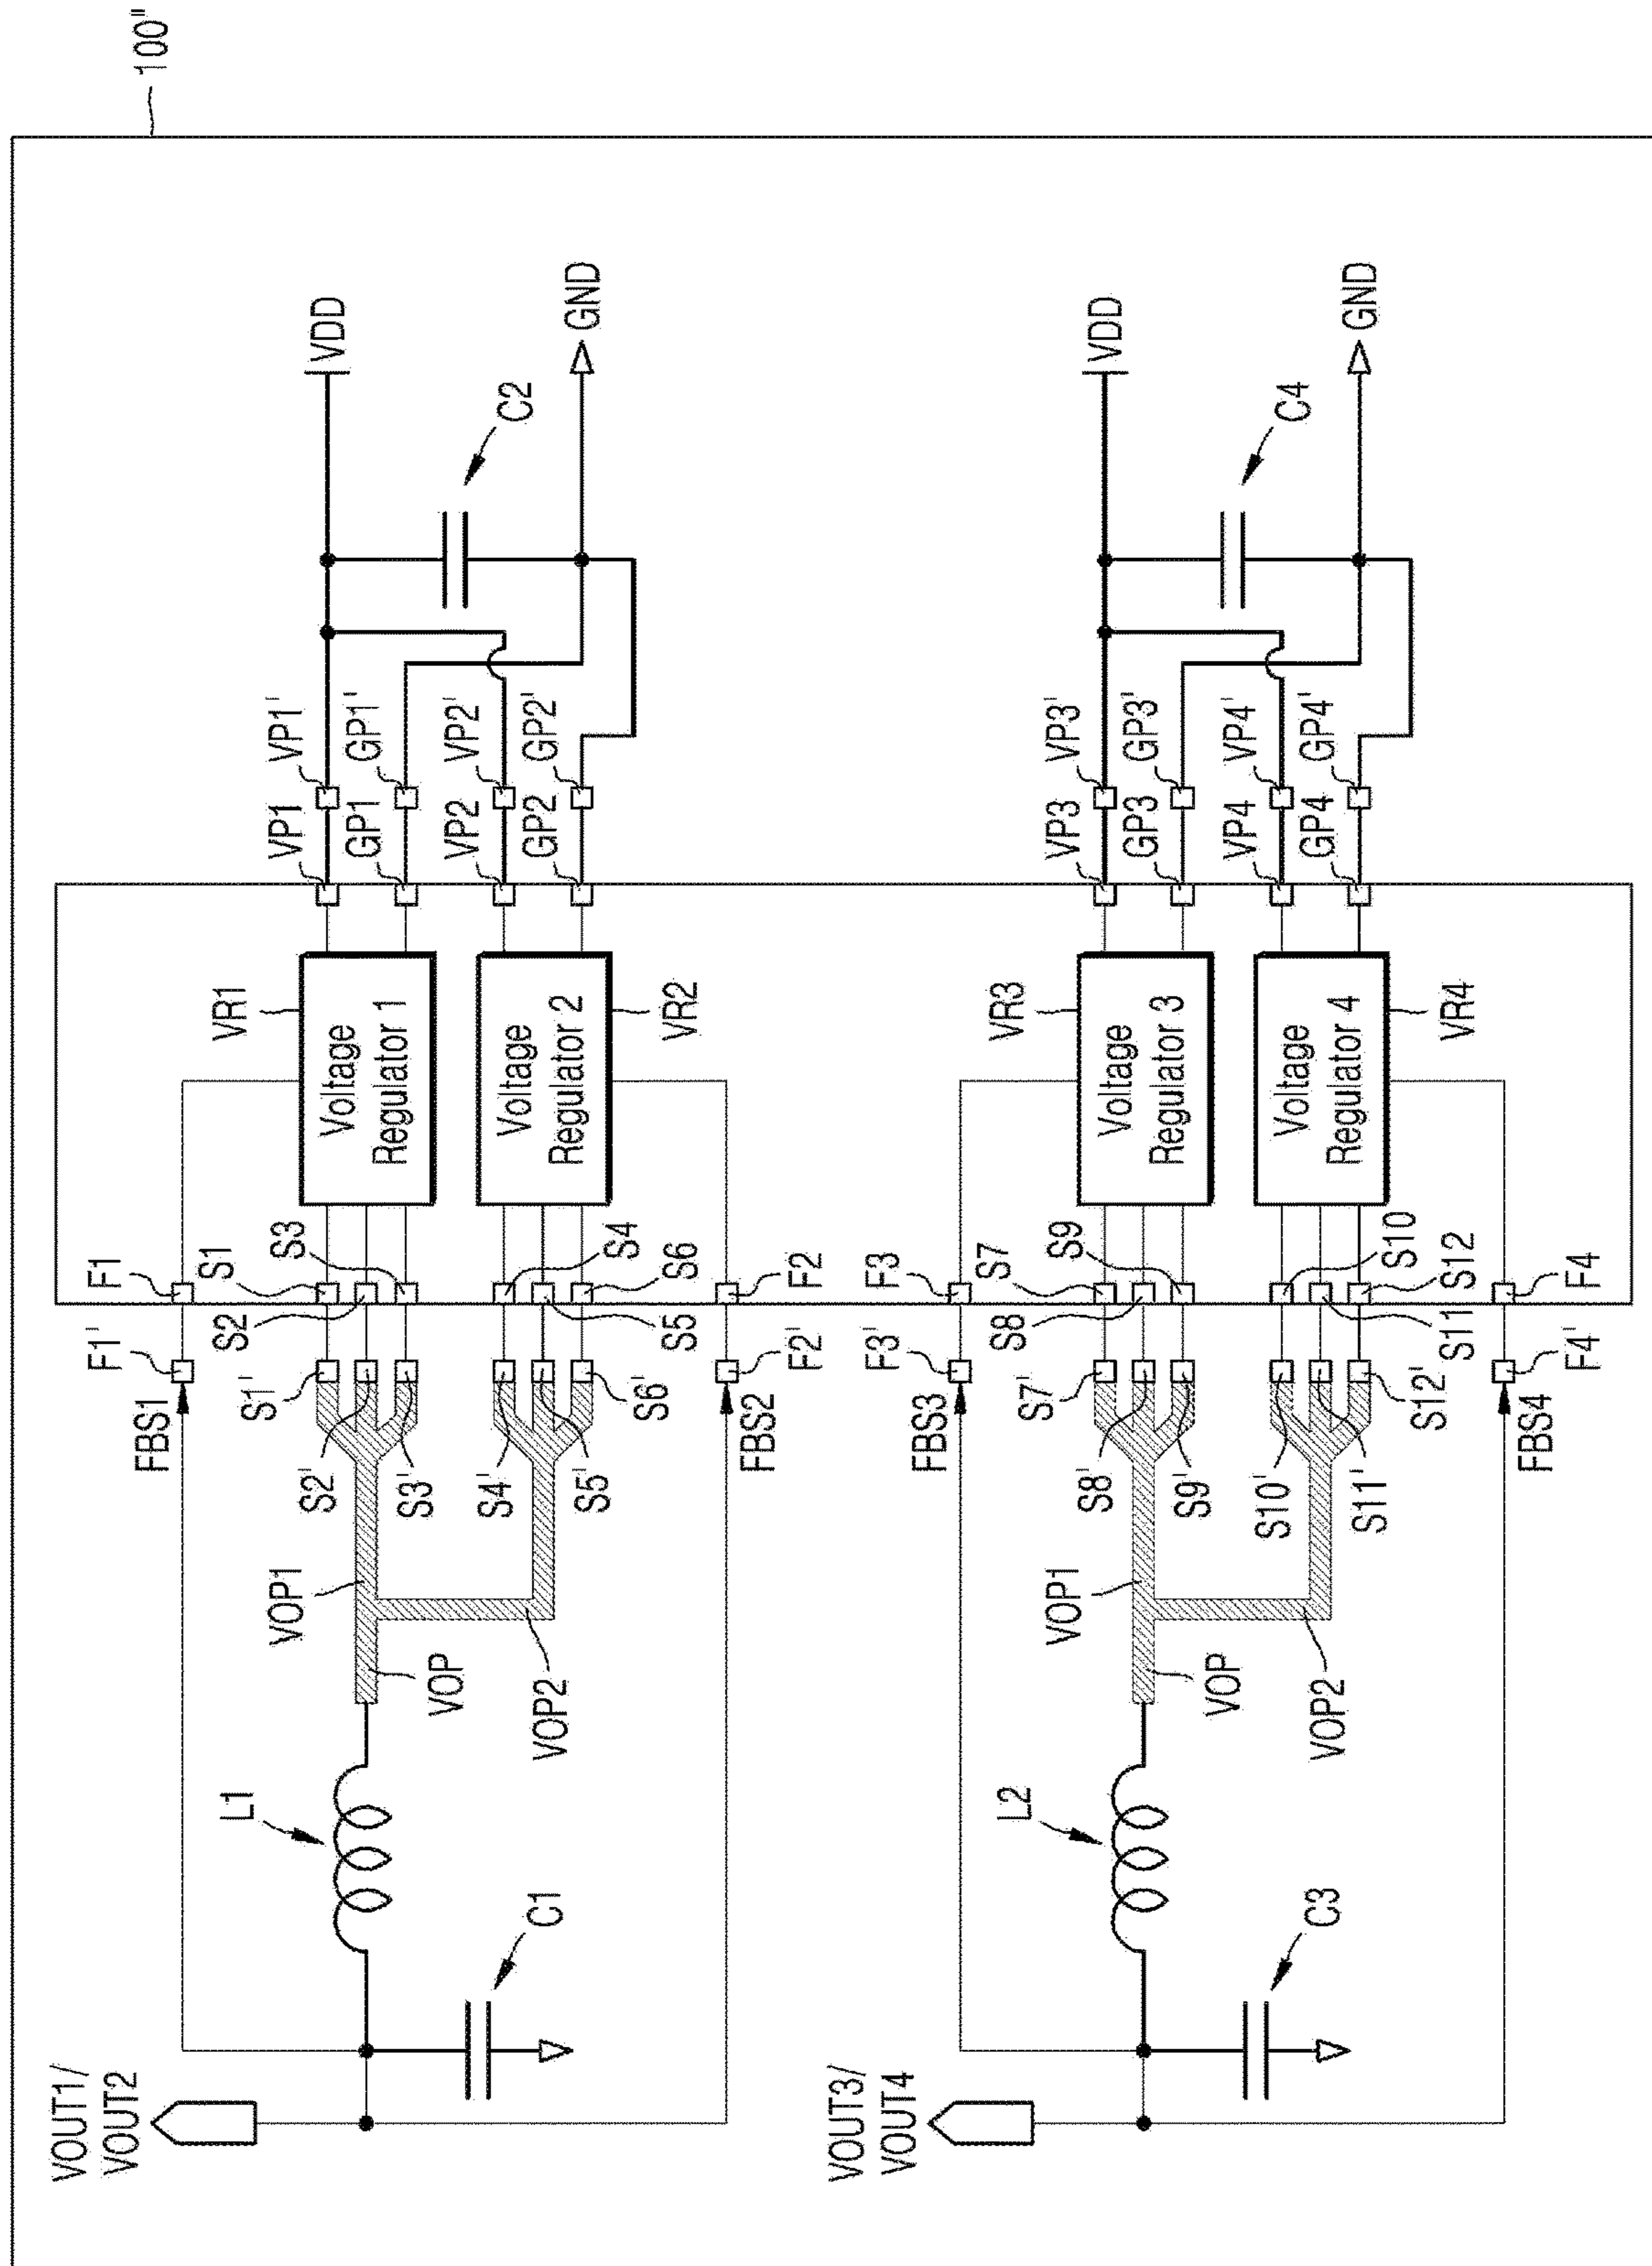 100"
VOUT1/
VOUT2
L1
C1
VOP1
VOP
VOP2
FBS1
F1'
F1
S1'
S2'
S3'
S4'
S5'
S6'
S1
S2
S3
S4
S5
S6
F2'
F2
FBS2
VR1
Voltage
Regulator 1
VR2
Voltage
Regulator 2
VP1
VP1'
GP1
GP1'
VP2
VP2'
GP2
GP2'
C2
VDD
GND
VOUT3/
VOUT4
L2
C3
VOP1
VOP
VOP2
FBS3
F3'
F3
S7'
S8'
S9'
S10'
S11'
S12'
S7
S8
S9
S10
S11
S12
F4'
F4
FBS4
VR3
Voltage
Regulator 3
VR4
Voltage
Regulator 4
VP3
VP3'
GP3
GP3'
VP4
VP4'
GP4
GP4'
C4
VDD
GND